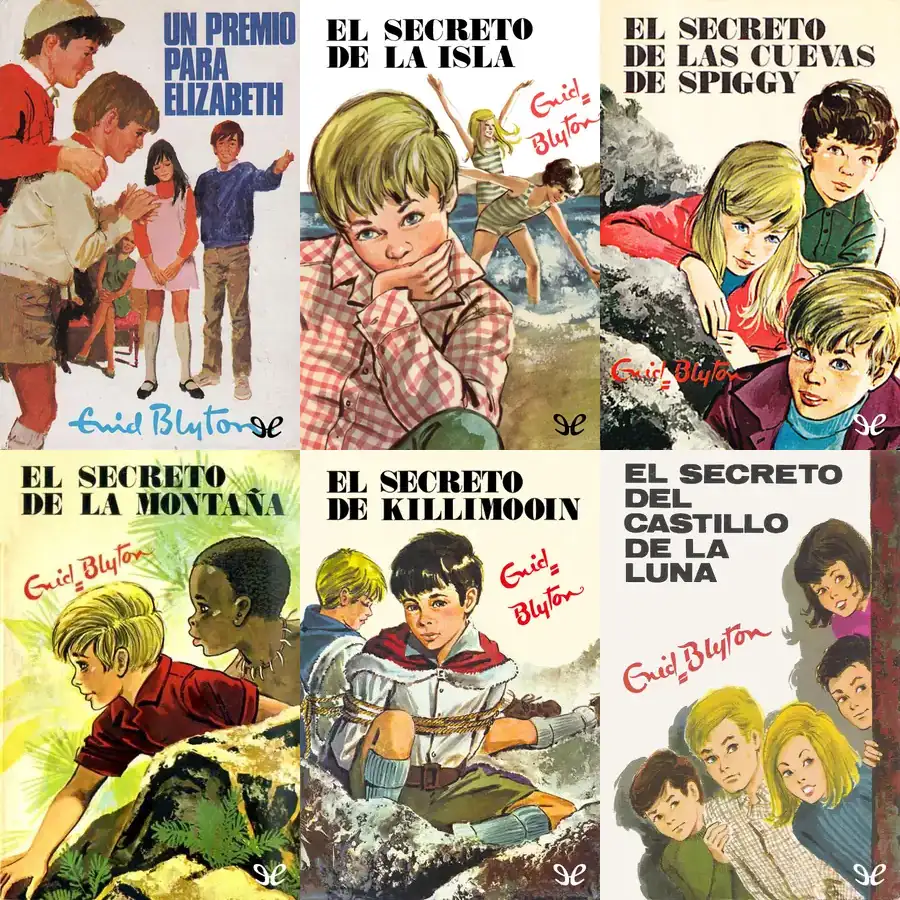 UN PREMIO
PARA
ELIZABETH
Enid Blyton
EL SECRETO
DE LA ISLA
Enid
Blyton
EL SECRETO
DE LAS CUEVAS
DE SPIGGY
Enid Blyton
EL SECRETO
DE LA MONTAÑA
Enid Blyton
EL SECRETO
DE KILLIMOOIN
Enid
Blyton
EL SECRETO
DEL
CASTILLO
DE LA
LUNA
Enid Blyton